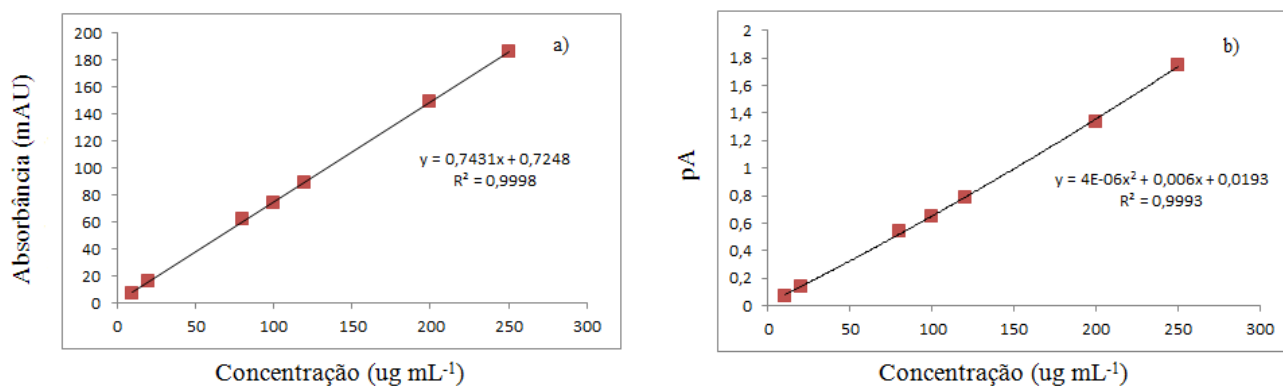 a)
Absorbância (mAU)
200
180
160
140
120
100
80
60
40
20
0
y = 0,7431x + 0,7248
R² = 0,9998
0 50 100 150 200 250 300
Concentração (ug mL⁻¹)
b)
pA
2
1,8
1,6
1,4
1,2
1
0,8
0,6
0,4
0,2
0
y = 4E-06x² + 0,006x + 0,0193
R² = 0,9993
0 50 100 150 200 250 300
Concentração (ug mL⁻¹)